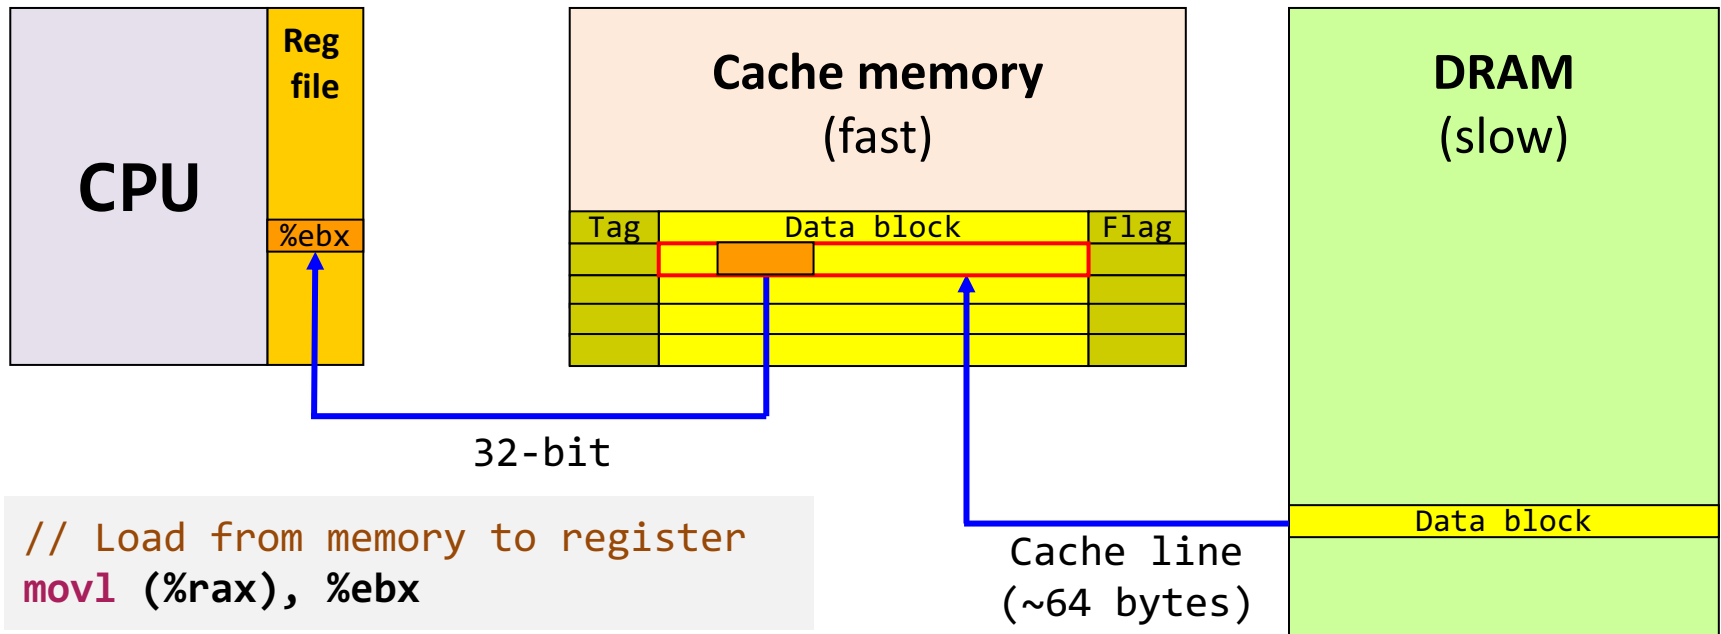 Reg
file
CPU
%ebx
Cache memory
(fast)
Tag
Data block
Flag
DRAM
(slow)
Data block
32-bit
Cache line
(~64 bytes)
// Load from memory to register
movl (%rax), %ebx